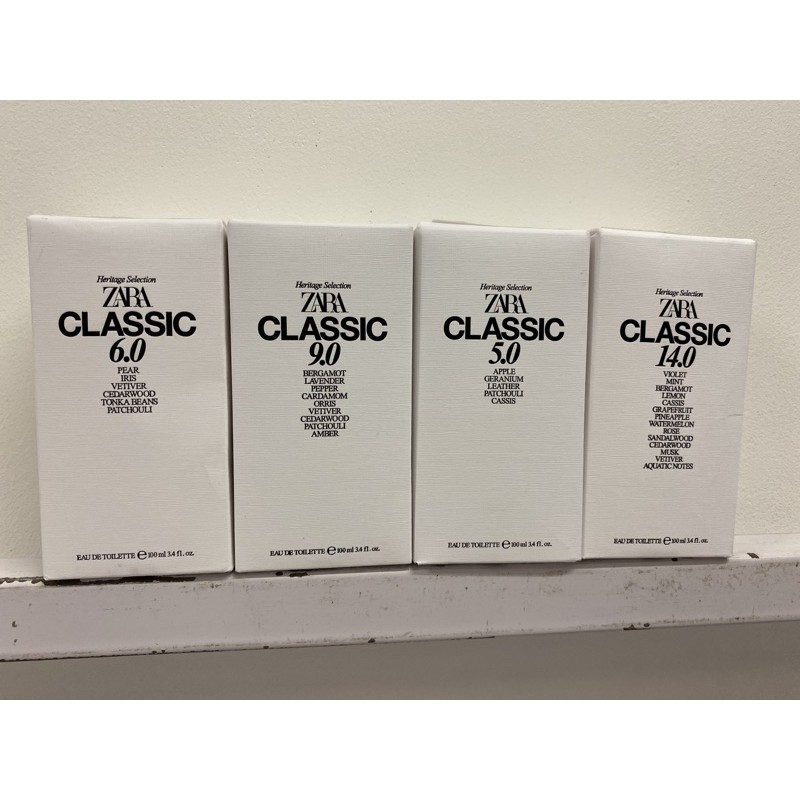 Heritage Selection
ZARA
CLASSIC
6.0
PEAR
IRIS
VETIVER
CEDARWOOD
TONKA BEANS
PATCHOULI
EAU DE TOILETTE ℮ 100 ml 3.4 fl. oz.
Heritage Selection
ZARA
CLASSIC
9.0
BERGAMOT
LAVENDER
PEPPER
CARDAMOM
ORRIS
VETIVER
CEDARWOOD
PATCHOULI
AMBER
EAU DE TOILETTE ℮ 100 ml 3.4 fl. oz.
Heritage Selection
ZARA
CLASSIC
5.0
APPLE
GERANIUM
LEATHER
PATCHOULI
CASSIS
EAU DE TOILETTE ℮ 100 ml 3.4 fl. oz.
Heritage Selection
ZARA
CLASSIC
14.0
VIOLET
MINT
BERGAMOT
LEMON
CASSIS
GRAPEFRUIT
PINEAPPLE
WATERMELON
ROSE
SANDALWOOD
CEDARWOOD
MUSK
VETIVER
AQUATIC NOTES
EAU DE TOILETTE ℮ 100 ml 3.4 fl. oz.